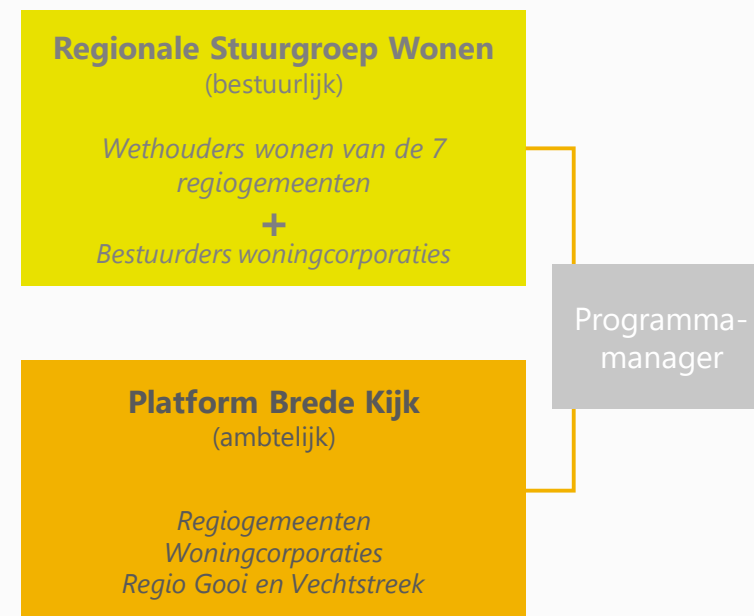 Regionale Stuurgroep Wonen
(bestuurlijk)
Wethouders wonen van de 7
regiogemeenten
+
Bestuurders woningcorporaties
Programma-
manager
Platform Brede Kijk
(ambtelijk)
Regiogemeenten
Woningcorporaties
Regio Gooi en Vechtstreek